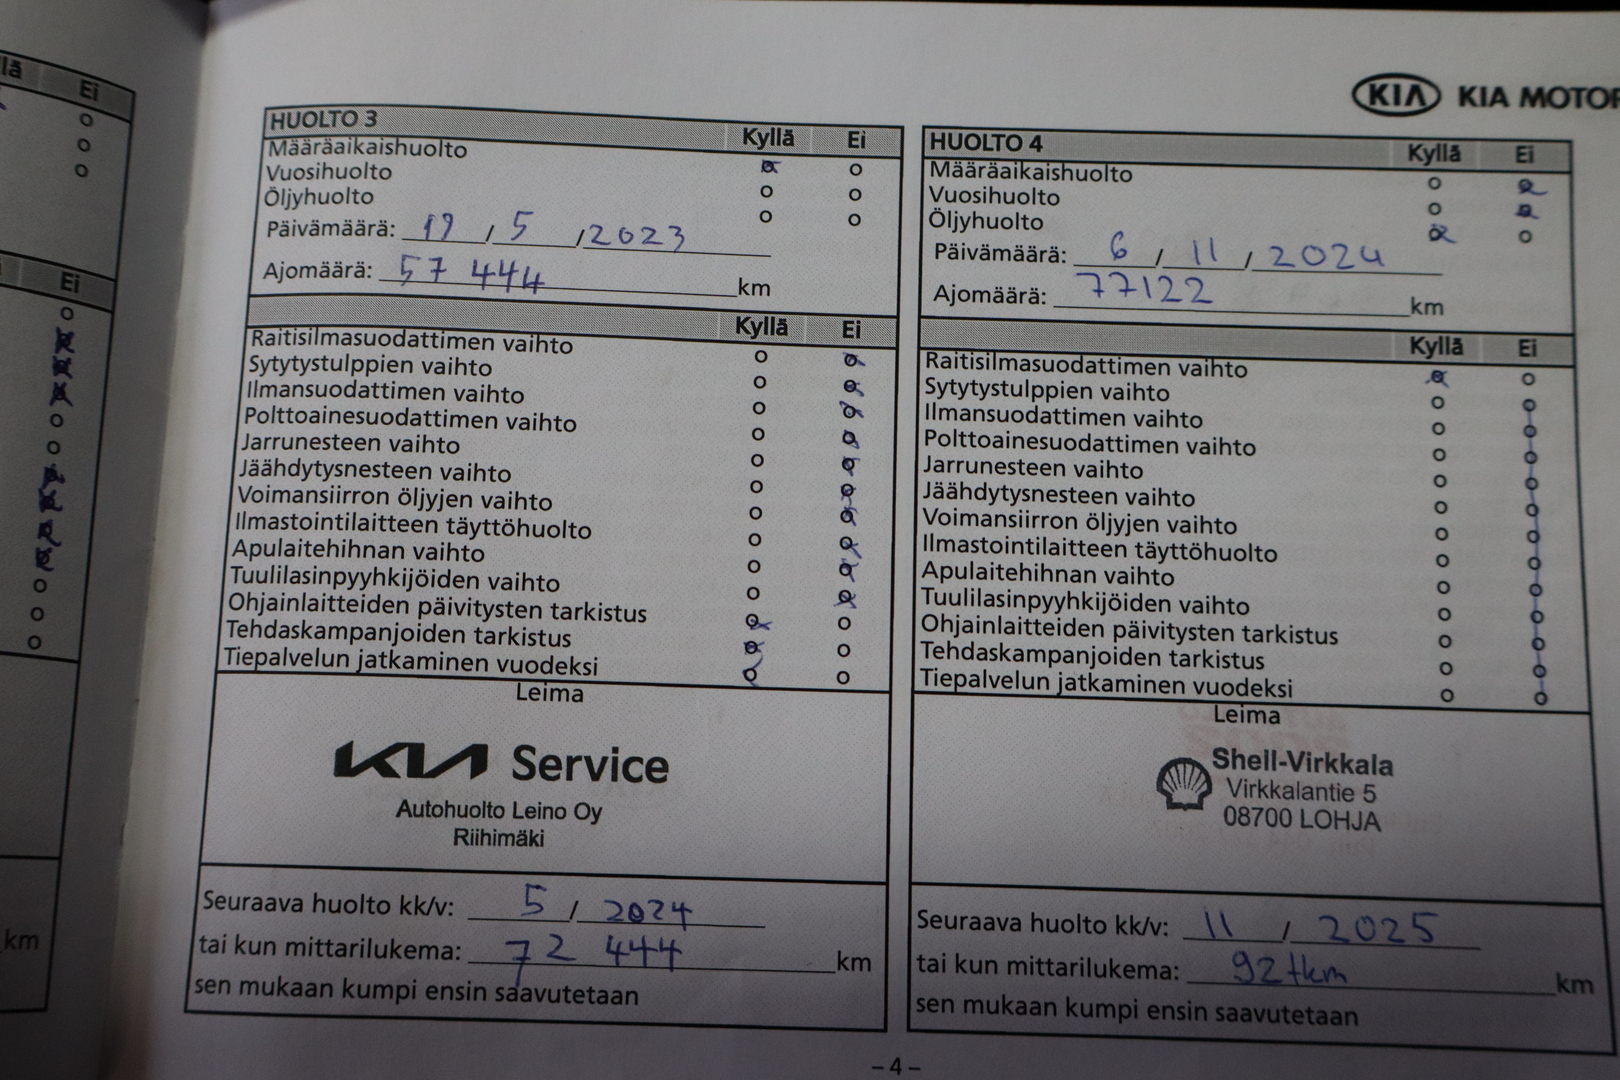 llä Ei
Ei
km
KIA KIA MOTOR
HUOLTO 3 Kyllä Ei
Määräaikaishuolto
Vuosihuolto
Öljyhuolto
Päivämäärä: 19 / 5 / 2023
Ajomäärä: 57 444 km
Kyllä Ei
Raitisilmasuodattimen vaihto
Sytytystulppien vaihto
Ilmansuodattimen vaihto
Polttoainesuodattimen vaihto
Jarrunesteen vaihto
Jäähdytysnesteen vaihto
Voimansiirron öljyjen vaihto
Ilmastointilaitteen täyttöhuolto
Apulaitehihnan vaihto
Tuulilasinpyyhkijöiden vaihto
Ohjainlaitteiden päivitysten tarkistus
Tehdaskampanjoiden tarkistus
Tiepalvelun jatkaminen vuodeksi
Leima
KIA Service
Autohuolto Leino Oy
Riihimäki
Seuraava huolto kk/v: 5 / 2024
tai kun mittarilukema: 72 444 km
sen mukaan kumpi ensin saavutetaan
HUOLTO 4 Kyllä Ei
Määräaikaishuolto
Vuosihuolto
Öljyhuolto
Päivämäärä: 6 / 11 / 2024
Ajomäärä: 77122 km
Kyllä Ei
Raitisilmasuodattimen vaihto
Sytytystulppien vaihto
Ilmansuodattimen vaihto
Polttoainesuodattimen vaihto
Jarrunesteen vaihto
Jäähdytysnesteen vaihto
Voimansiirron öljyjen vaihto
Ilmastointilaitteen täyttöhuolto
Apulaitehihnan vaihto
Tuulilasinpyyhkijöiden vaihto
Ohjainlaitteiden päivitysten tarkistus
Tehdaskampanjoiden tarkistus
Tiepalvelun jatkaminen vuodeksi
Leima
Shell-Virkkala
Virkkalantie 5
08700 LOHJA
Seuraava huolto kk/v: 11 / 2025
tai kun mittarilukema: 92tkm km
sen mukaan kumpi ensin saavutetaan
– 4 –